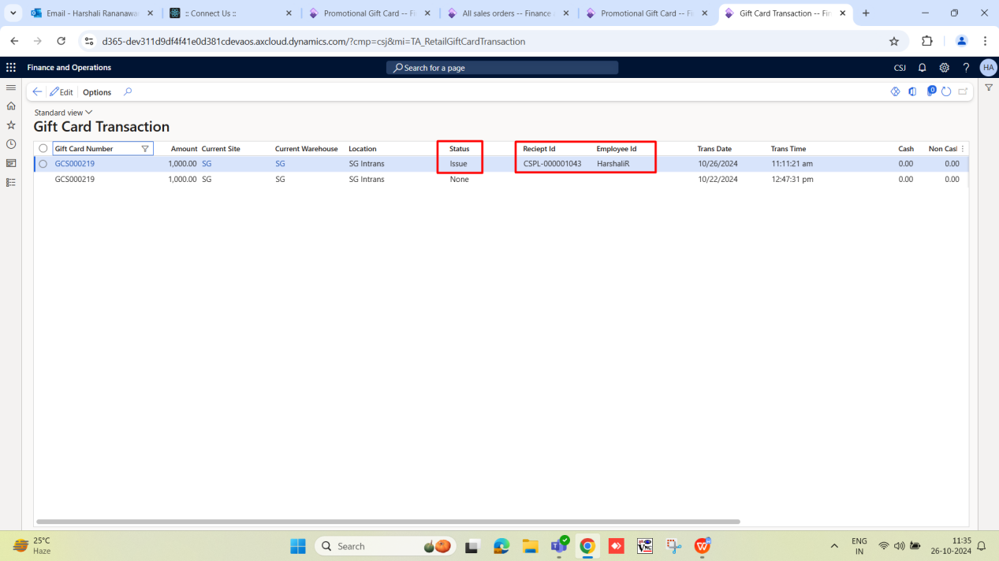 Email - Harshali Rananawa
:: Connect Us ::
Promotional Gift Card -- Fi
All sales orders -- Finance
Promotional Gift Card -- Fi
Gift Card Transaction -- Fin
d365-dev311d9df4f41e0d381cdevaos.axcloud.dynamics.com/?cmp=csj&mi=TA_RetailGiftCardTransaction
Finance and Operations
Search for a page
CSJ
HA
Edit
Options
0
Standard view
Gift Card Transaction
Gift Card Number Amount Current Site Current Warehouse Location Status Reciept Id Employee Id Trans Date Trans Time Cash Non Casl
GCS000219 1,000.00 SG SG SG Intrans Issue CSPL-000001043 HarshaliR 10/26/2024 11:11:21 am 0.00 0.00
GCS000219 1,000.00 SG SG SG Intrans None 10/22/2024 12:47:31 pm 0.00 0.00
25°C
Haze
Search
ENG
IN
11:35
26-10-2024